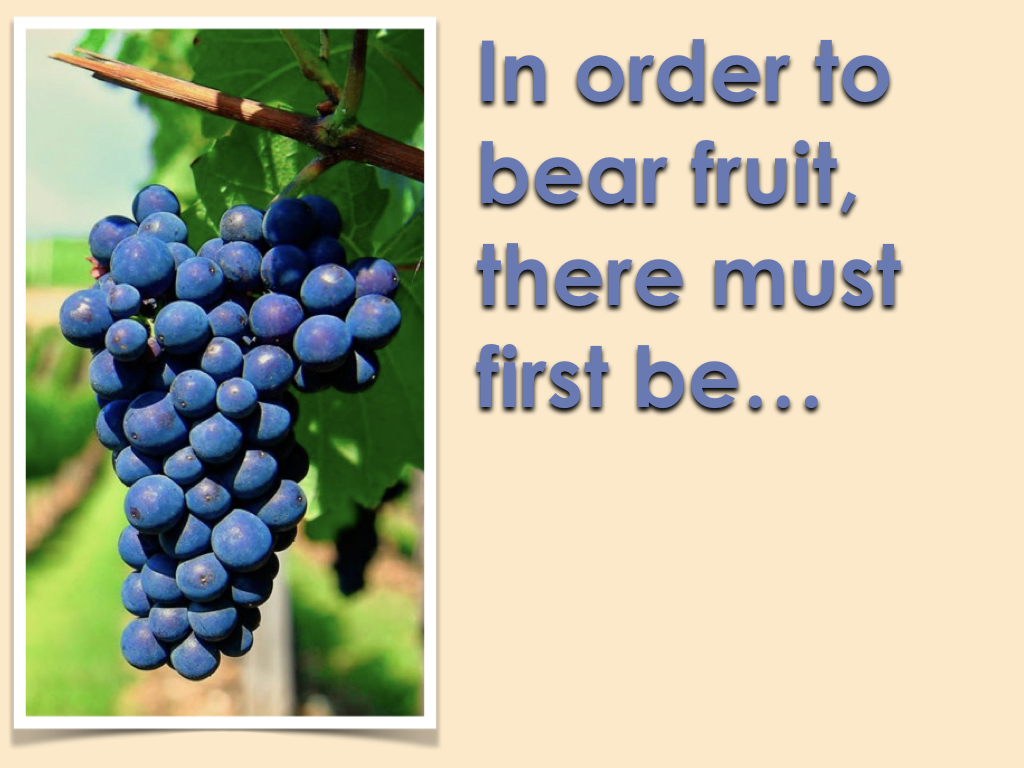 In order to
bear fruit,
there must
first be…